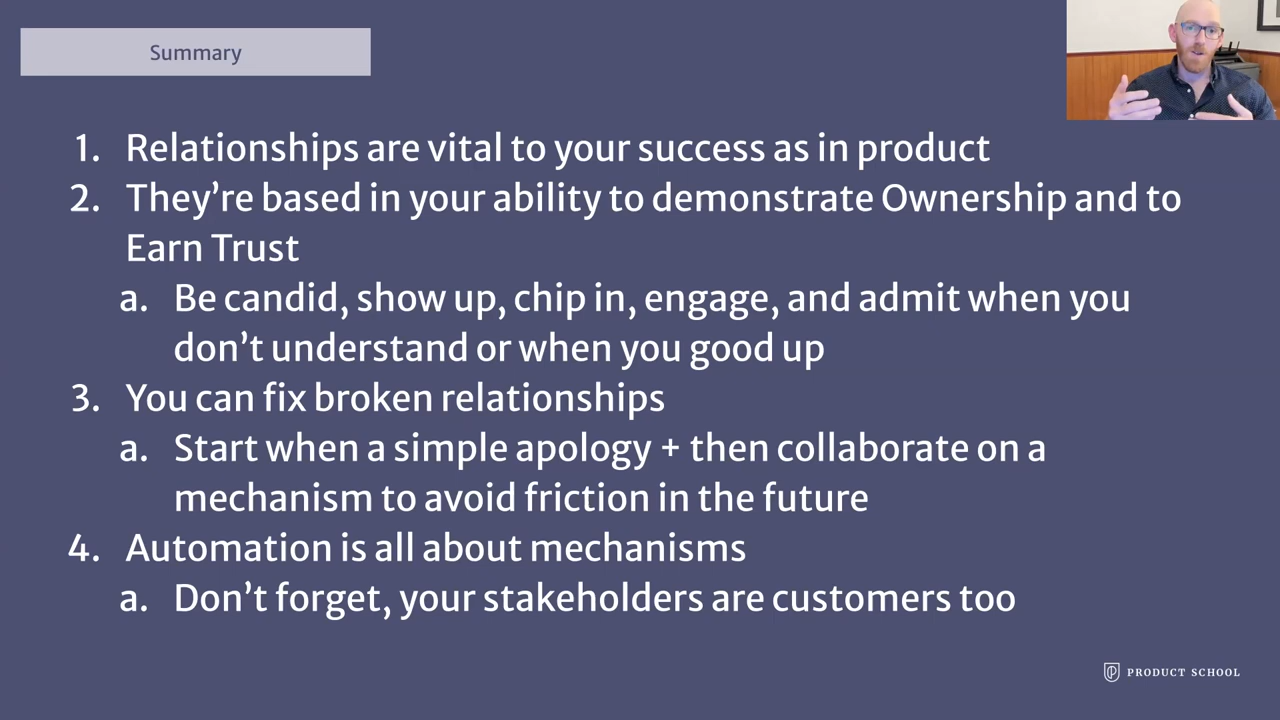 Summary
1. Relationships are vital to your success as in product
2. They’re based in your ability to demonstrate Ownership and to
Earn Trust
a. Be candid, show up, chip in, engage, and admit when you
don’t understand or when you good up
3. You can fix broken relationships
a. Start when a simple apology + then collaborate on a
mechanism to avoid friction in the future
4. Automation is all about mechanisms
a. Don’t forget, your stakeholders are customers too
PRODUCT SCHOOL